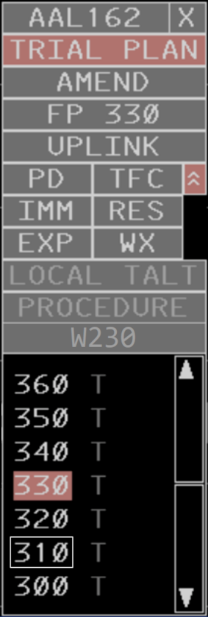 AAL162 X
TRIAL PLAN
AMEND
FP 330
UPLINK
PD TFC
IMM RES
EXP WX
LOCAL TALT
PROCEDURE
W230
360 T
350 T
340 T
330 T
320 T
310 T
300 T